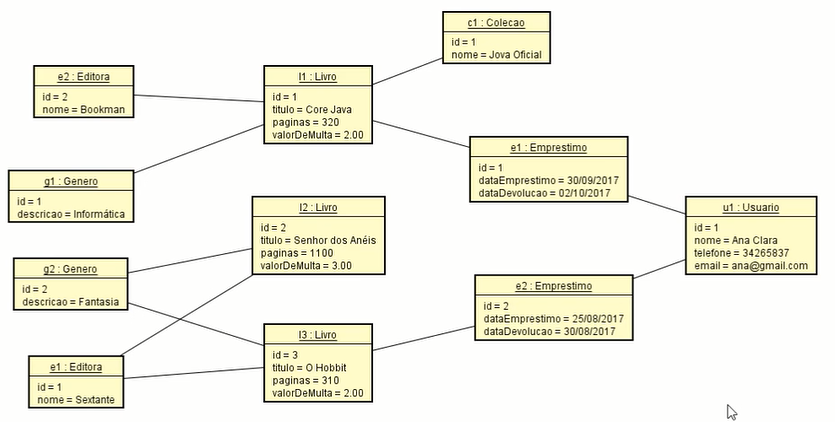 c1 : Colecao
id = 1
nome = Jova Oficial
e2 : Editora
id = 2
nome = Bookman
l1 : Livro
id = 1
titulo = Core Java
paginas = 320
valorDeMulta = 2.00
e1 : Emprestimo
id = 1
dataEmprestimo = 30/09/2017
dataDevolucao = 02/10/2017
g1 : Genero
id = 1
descricao = Informática
l2 : Livro
id = 2
titulo = Senhor dos Anéis
paginas = 1100
valorDeMulta = 3.00
u1 : Usuario
id = 1
nome = Ana Clara
telefone = 34265837
email = ana@gmail.com
g2 : Genero
id = 2
descricao = Fantasia
e2 : Emprestimo
id = 2
dataEmprestimo = 25/08/2017
dataDevolucao = 30/08/2017
l3 : Livro
id = 3
titulo = O Hobbit
paginas = 310
valorDeMulta = 2.00
e1 : Editora
id = 1
nome = Sextante